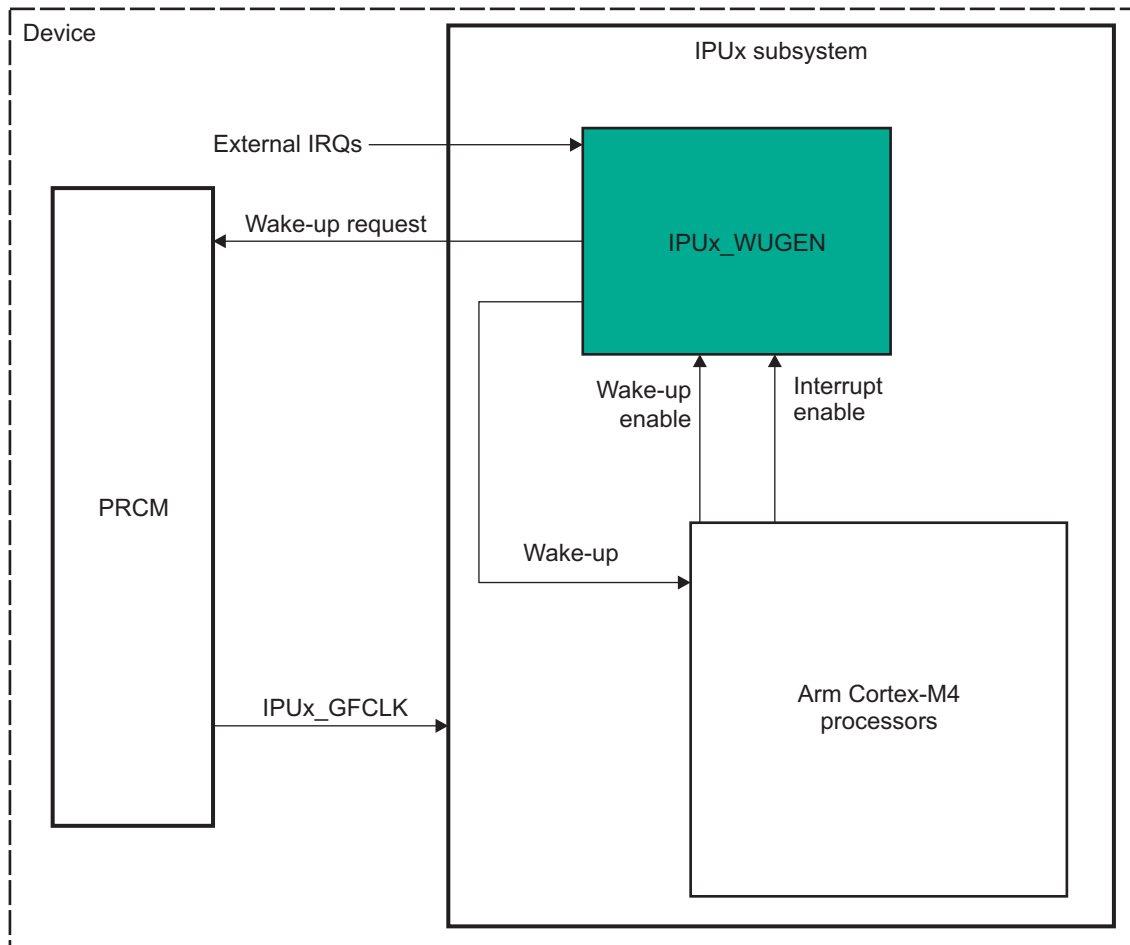 Device
IPUx subsystem
External IRQs
Wake-up request
IPUx_WUGEN
Wake-up
enable
Interrupt
enable
PRCM
Wake-up
Arm Cortex-M4
processors
IPUx_GFCLK